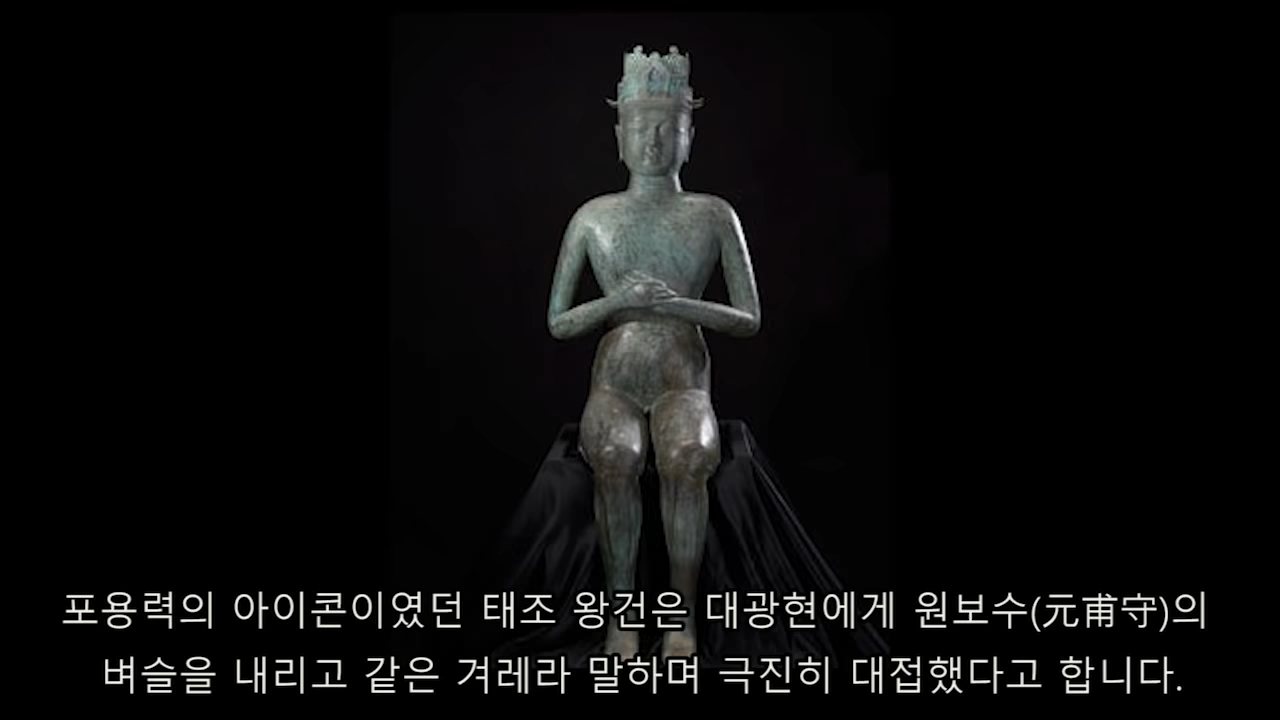 포용력의 아이콘이였던 태조 왕건은 대광현에게 원보수(元甫守)의
벼슬을 내리고 같은 겨레라 말하며 극진히 대접했다고 합니다.